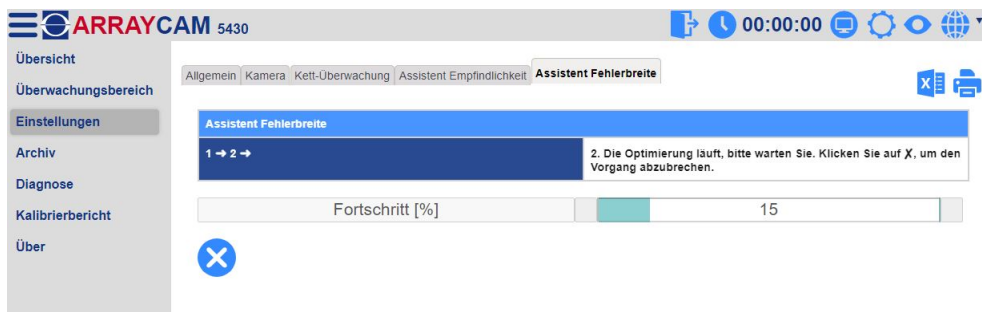 ARRAYCAM 5430
00:00:00
Übersicht
Überwachungsbereich
Einstellungen
Archiv
Diagnose
Kalibrierbericht
Über
Allgemein Kamera Kett-Überwachung Assistent Empfindlichkeit Assistent Fehlerbreite
Assistent Fehlerbreite
1 → 2 →
2. Die Optimierung läuft, bitte warten Sie. Klicken Sie auf X, um den
Vorgang abzubrechen.
Fortschritt [%] 15